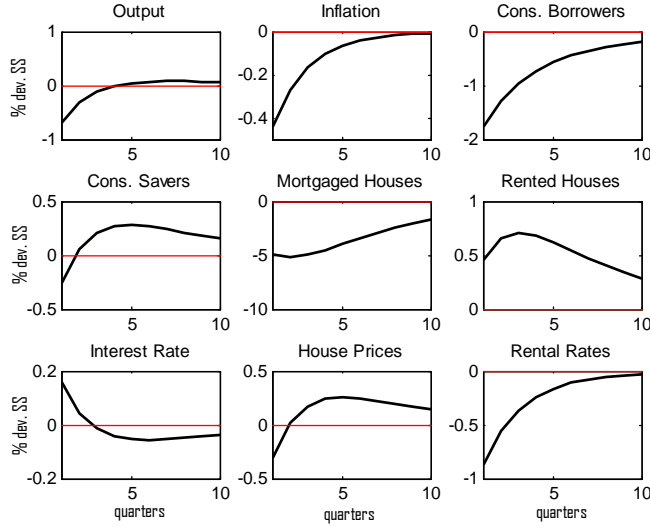 Output Inflation Cons. Borrowers
1 0 0
0 -0.2 -1
-1 -0.4 -2
5 10 5 10 5 10
% dev. SS
Cons. Savers Mortgaged Houses Rented Houses
0.5 0 1
0 -5 0.5
-0.5 -10 0
5 10 5 10 5 10
% dev. SS
Interest Rate House Prices Rental Rates
0.2 0.5 0
0 0 -0.5
-0.2 -0.5 -1
5 10 5 10 5 10
% dev. SS
quarters quarters quarters